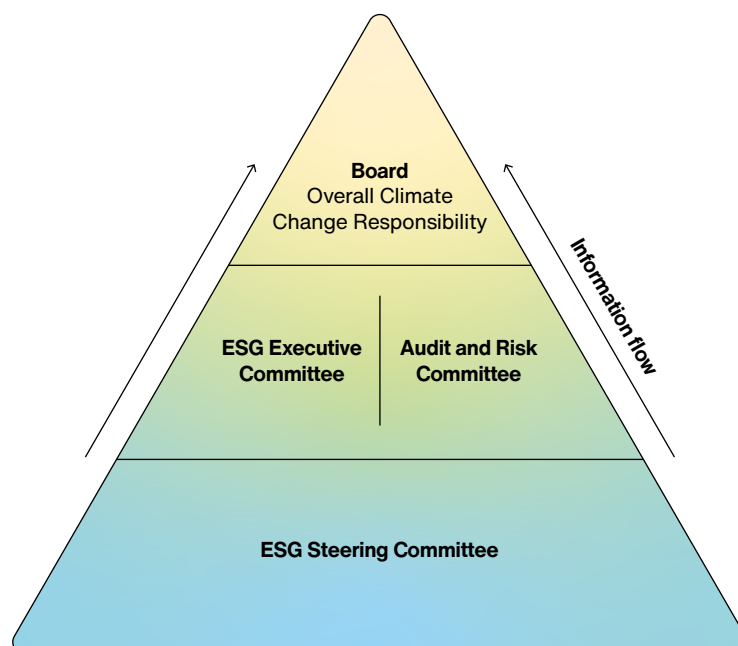 Board
Overall Climate
Change Responsibility
Information flow
ESG Executive
Committee
Audit and Risk
Committee
ESG Steering Committee